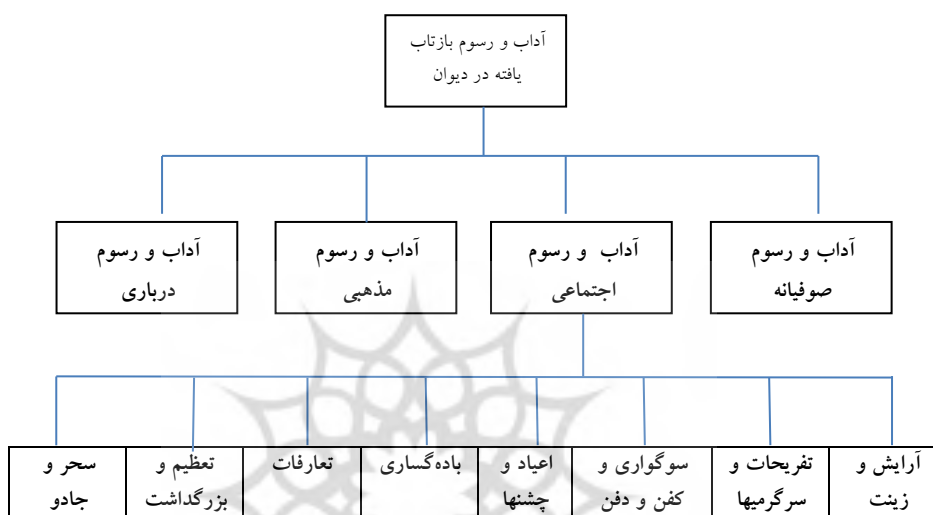 آداب و رسوم بازتاب
یافته در دیوان
آداب و رسوم
صوفیانه
آداب و رسوم
اجتماعی
آداب و رسوم
مذهبی
آداب و رسوم
درباری
آرایش و
زینت
تفریحات و
سرگرمیها
سوگواری و
کفن و دفن
اعیاد و
چشنها
باده‌گساری
تعارفات
تعظیم و
بزرگداشت
سحر و
جادو